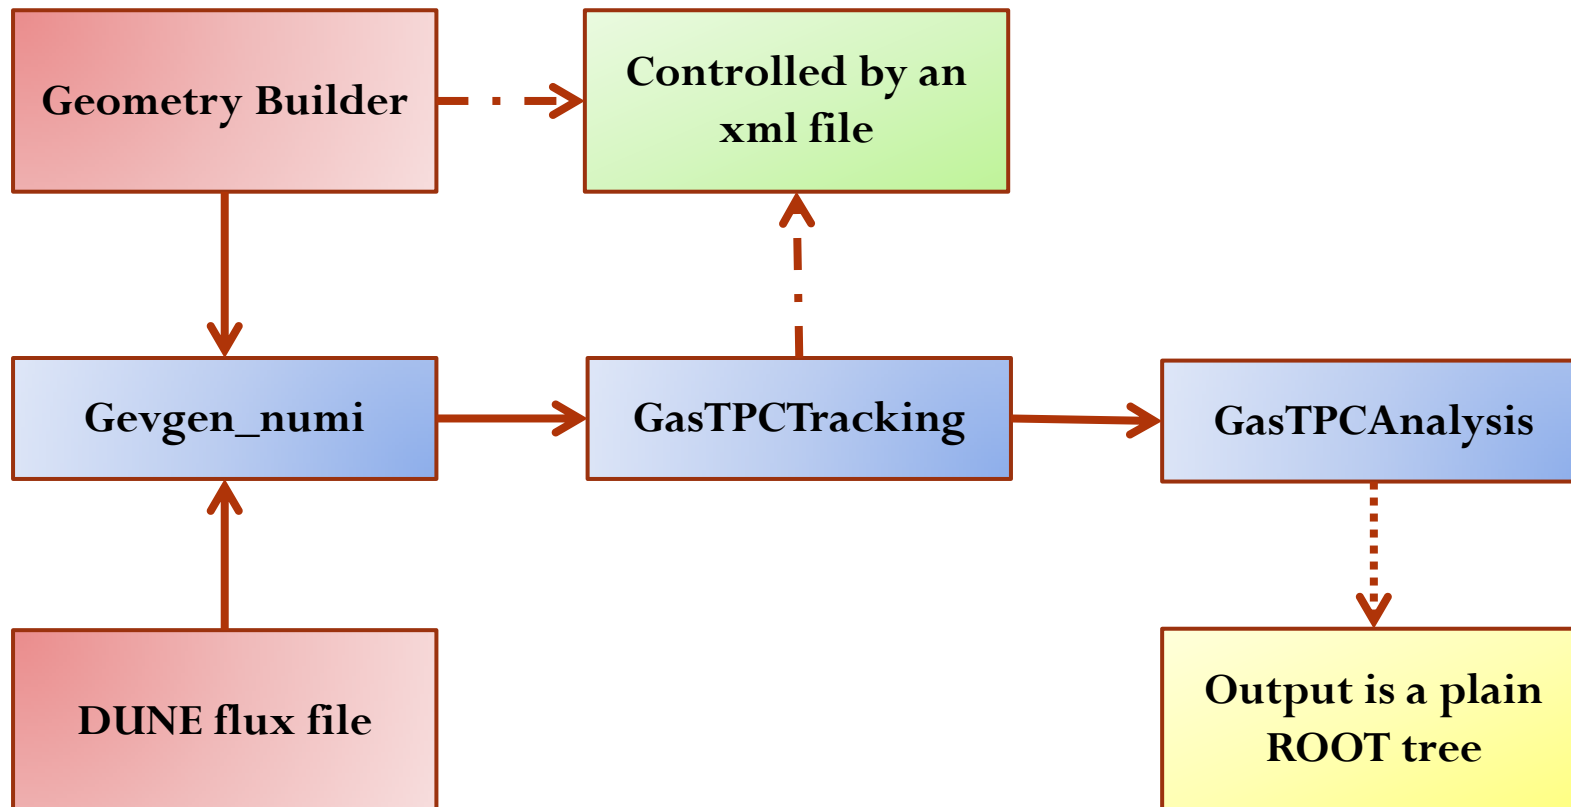 Geometry Builder
Controlled by an
xml file
Gevgen_numi
GasTPCTracking
GasTPCAnalysis
DUNE flux file
Output is a plain
ROOT tree